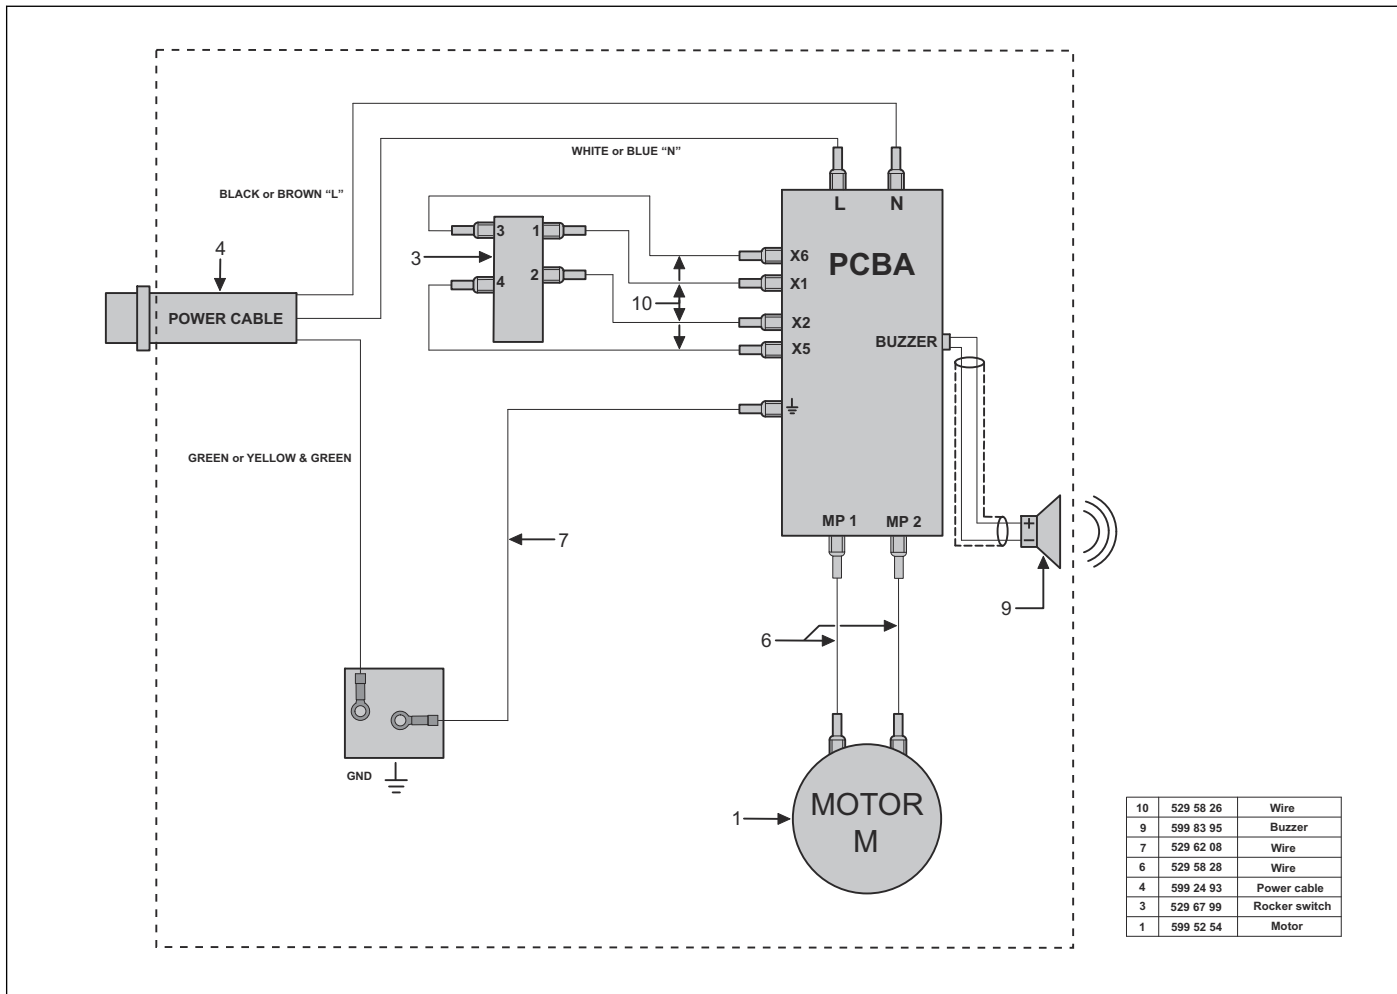 WHITE or BLUE “N”
BLACK or BROWN “L”
L N
3 1
4
3
X6
PCBA
2
4
X1
10
POWER CABLE
X2
BUZZER
X5
GREEN or YELLOW & GREEN
MP 1 MP 2
+
7
−
9
6
GND
MOTOR
M
1
10 529 58 26 Wire
9 599 83 95 Buzzer
7 529 62 08 Wire
6 529 58 28 Wire
4 599 24 93 Power cable
3 529 67 99 Rocker switch
1 599 52 54 Motor